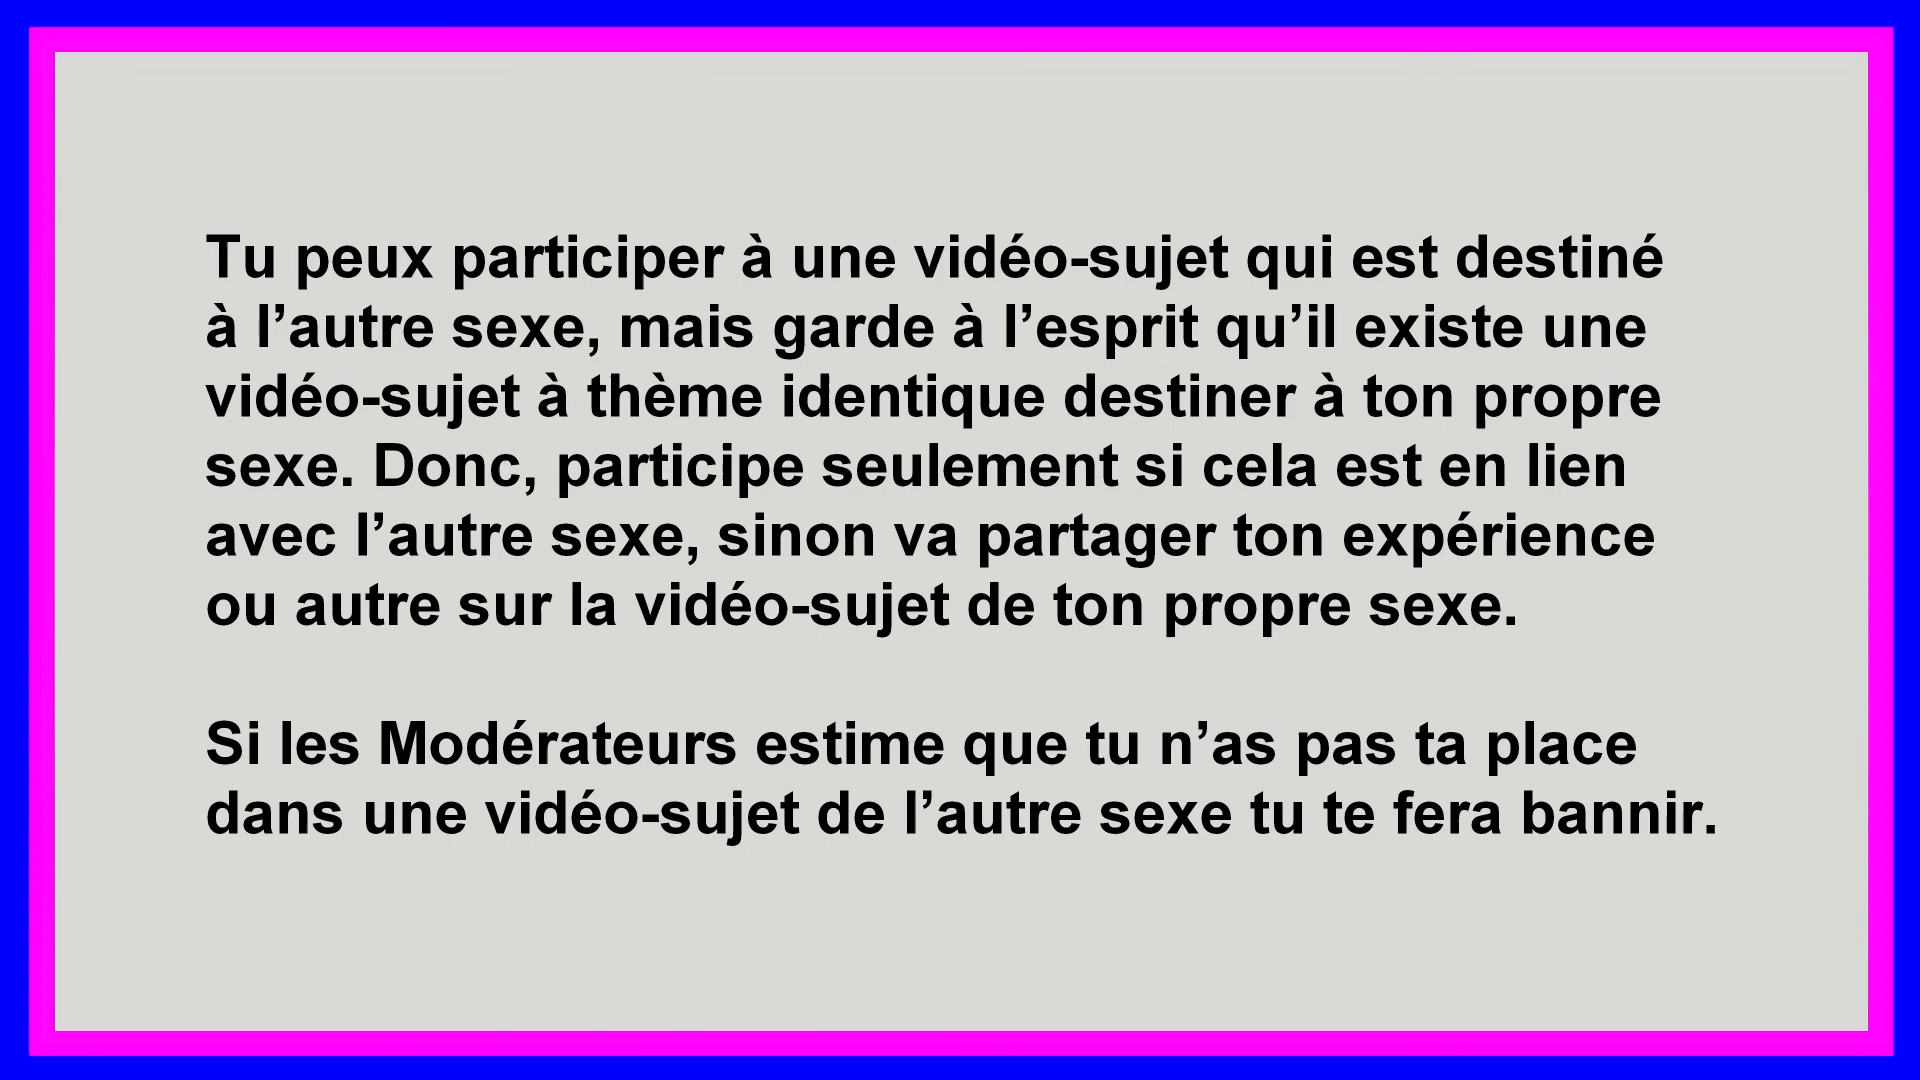 Tu peux participer à une vidéo-sujet qui est destiné
à l’autre sexe, mais garde à l’esprit qu’il existe une
vidéo-sujet à thème identique destiner à ton propre
sexe. Donc, participe seulement si cela est en lien
avec l’autre sexe, sinon va partager ton expérience
ou autre sur la vidéo-sujet de ton propre sexe.
Si les Modérateurs estime que tu n’as pas ta place
dans une vidéo-sujet de l’autre sexe tu te fera bannir.